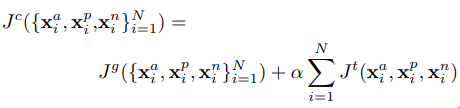 J^c({x_i^a, x_i^p,x_i^n}_{i=1}^N) =
J^g({x_i^a, x_i^p, x_i^n}_{i=1}^N) + α ∑_{i=1}^N J^t(x_i^a, x_i^p, x_i^n)